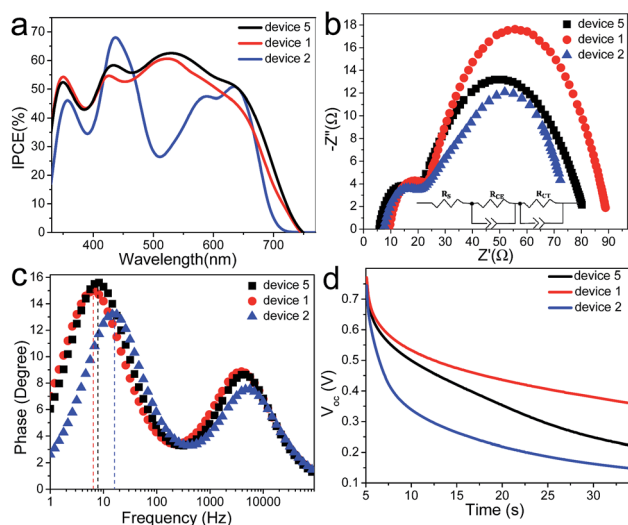 a
device 5
device 1
device 2
80
70
60
50
40
30
20
10
0
IPCE(%)
400
500
600
700
Wavelength(nm)
b
device 5
device 1
device 2
18
16
14
12
10
8
6
4
2
0
-Z''(Ω)
R_S
R_CE
R_CT
0
10
20
30
40
50
60
70
80
90
100
Z'(Ω)
c
device 5
device 1
device 2
16
14
12
10
8
6
4
2
0
Phase (Degree)
1
10
100
1000
10000
Frequency (Hz)
d
device 5
device 1
device 2
0.7
0.6
0.5
0.4
0.3
0.2
0.1
V_oc (V)
5
10
15
20
25
30
Time (s)